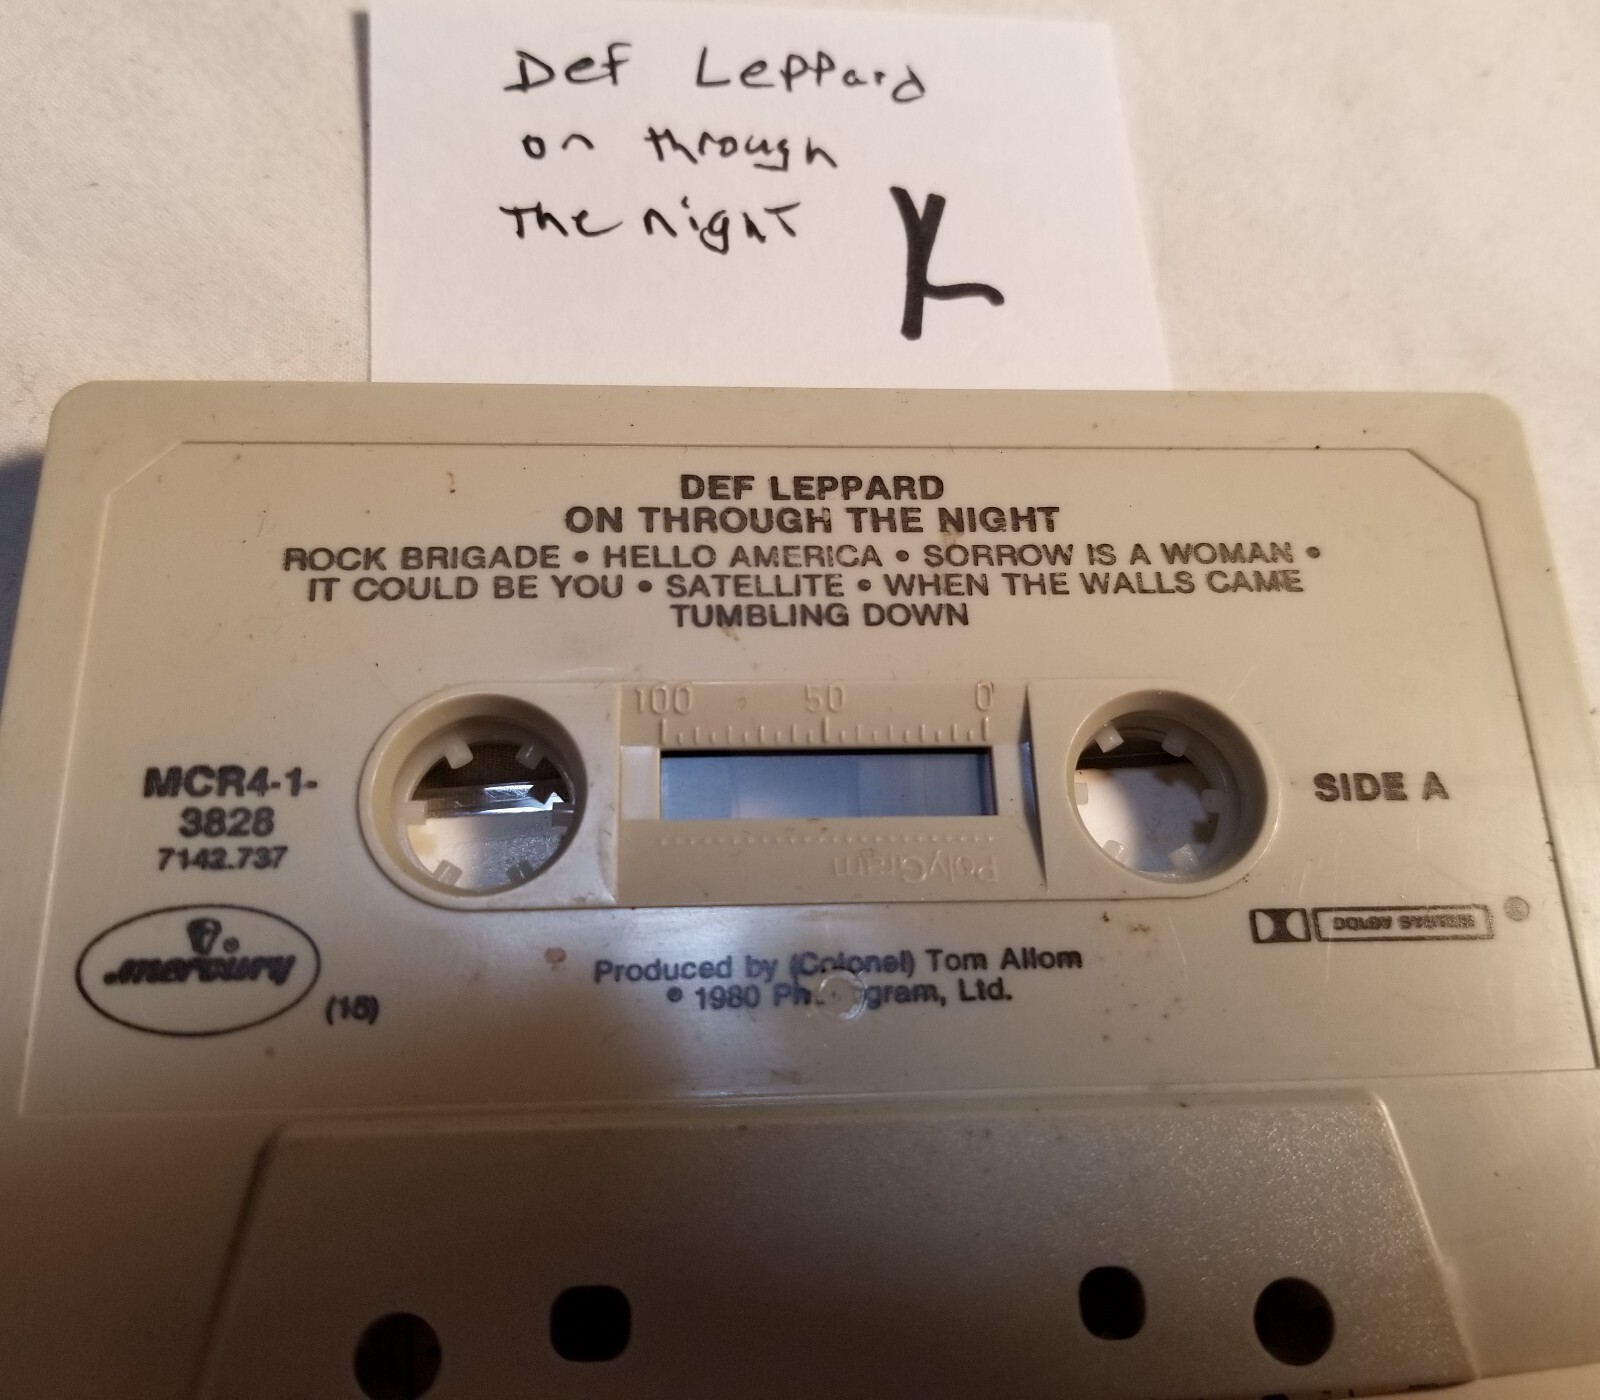 Def Leppard
on through
The night
DEF LEPPARD
ON THROUGH THE NIGHT
ROCK BRIGADE • HELLO AMERICA • SORROW IS A WOMAN •
IT COULD BE YOU • SATELLITE • WHEN THE WALLS CAME
TUMBLING DOWN
100 50 0
MCR4-1-
3828
7142.737
SIDE A
PolyGram
DOLBY SYSTEM
®
mercury
(15)
Produced by (Colonel) Tom Allom
℗ 1980 Ph gram, Ltd.